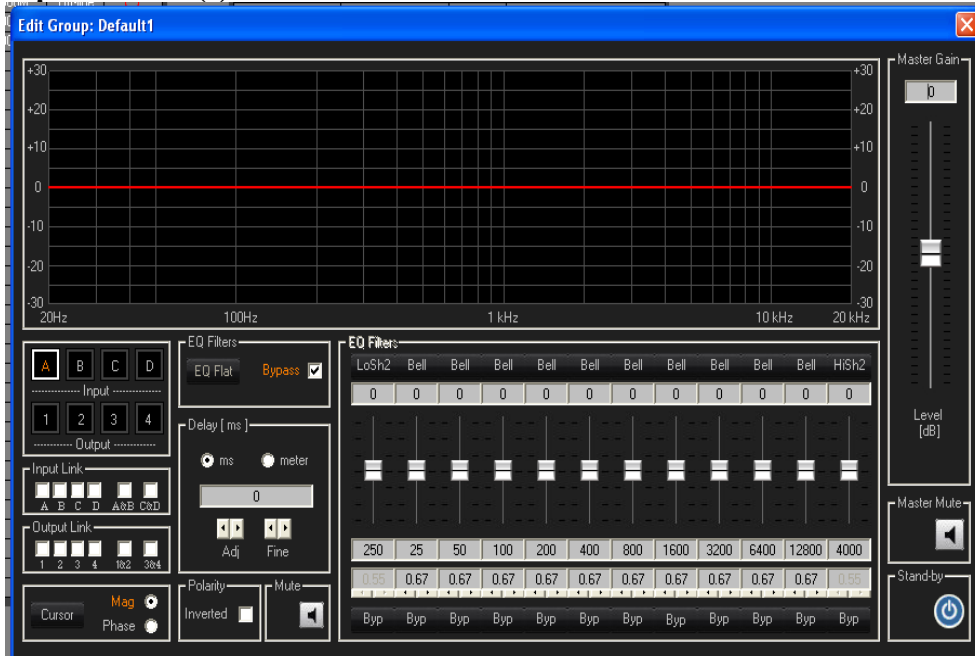 Edit Group: Default1
Master Gain
+30 +30
0
+20 +20
+10 +10
0 0
-10 -10
-20 -20
-30 -30
20Hz 100Hz 1 kHz 10 kHz 20 kHz
Level
[dB]
A B C D
Input
1 2 3 4
Output
Input Link
A B C D A&B C&D
Output Link
1 2 3 4 1&2 3&4
Cursor Mag
Phase
EQ Filters
EQ Flat Bypass
Delay [ ms ]
ms meter
0
Adj Fine
Polarity
Inverted
Mute
EQ Filters
LoSh2 Bell Bell Bell Bell Bell Bell Bell Bell Bell Bell HiSh2
0 0 0 0 0 0 0 0 0 0 0 0
250 25 50 100 200 400 800 1600 3200 6400 12800 4000
0.55 0.67 0.67 0.67 0.67 0.67 0.67 0.67 0.67 0.67 0.67 0.55
Byp Byp Byp Byp Byp Byp Byp Byp Byp Byp Byp Byp
Master Mute
Stand-by